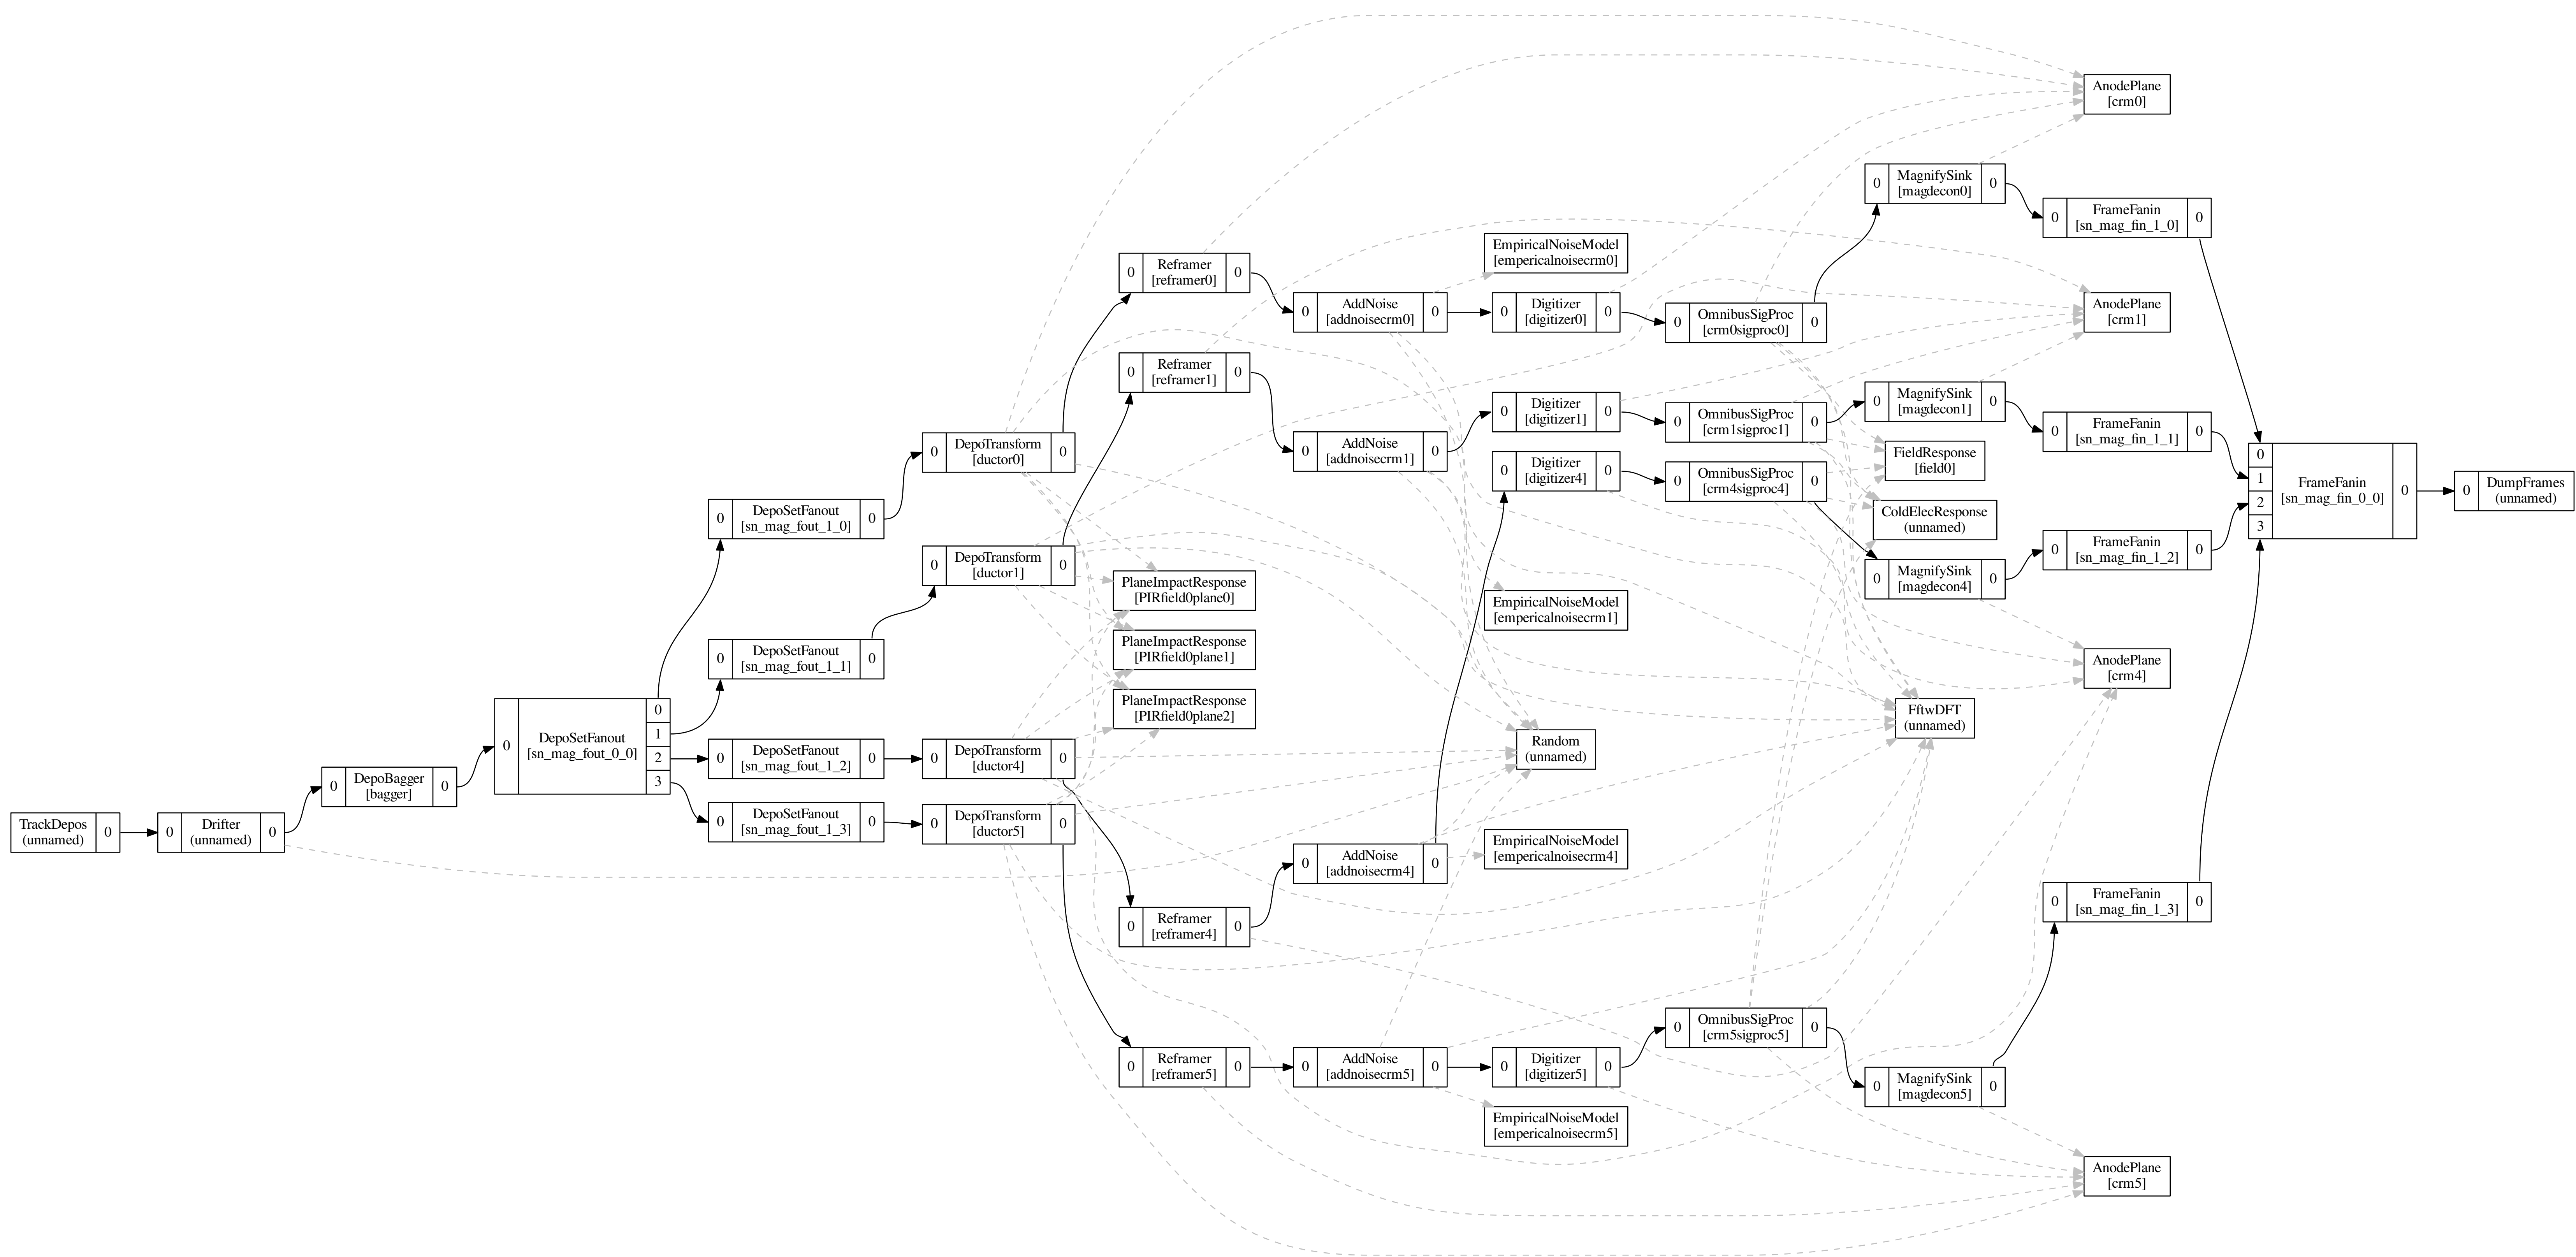 TrackDepos
(unnamed)
0
0
Drifter
(unnamed)
0
0
DepoBagger
[bagger]
0
0
DepoSetFanout
[sn_mag_fout_0_0]
0
1
2
3
0
DepoSetFanout
[sn_mag_fout_1_0]
0
0
DepoSetFanout
[sn_mag_fout_1_1]
0
0
DepoSetFanout
[sn_mag_fout_1_2]
0
0
DepoSetFanout
[sn_mag_fout_1_3]
0
0
DepoTransform
[ductor0]
0
0
DepoTransform
[ductor1]
0
0
DepoTransform
[ductor4]
0
0
DepoTransform
[ductor5]
0
0
Reframer
[reframer0]
0
0
Reframer
[reframer1]
0
PlaneImpactResponse
[PIRfield0plane0]
PlaneImpactResponse
[PIRfield0plane1]
PlaneImpactResponse
[PIRfield0plane2]
0
Reframer
[reframer4]
0
0
Reframer
[reframer5]
0
0
AddNoise
[addnoisecrm0]
0
0
AddNoise
[addnoisecrm1]
0
0
AddNoise
[addnoisecrm4]
0
0
AddNoise
[addnoisecrm5]
0
EmpiricalNoiseModel
[empericalnoisecrm0]
0
Digitizer
[digitizer0]
0
0
Digitizer
[digitizer1]
0
0
Digitizer
[digitizer4]
0
EmpiricalNoiseModel
[empericalnoisecrm1]
Random
(unnamed)
EmpiricalNoiseModel
[empericalnoisecrm4]
0
Digitizer
[digitizer5]
0
EmpiricalNoiseModel
[empericalnoisecrm5]
0
OmnibusSigProc
[crm0sigproc0]
0
0
OmnibusSigProc
[crm1sigproc1]
0
0
OmnibusSigProc
[crm4sigproc4]
0
0
OmnibusSigProc
[crm5sigproc5]
0
0
MagnifySink
[magdecon0]
0
0
MagnifySink
[magdecon1]
0
FieldResponse
[field0]
ColdElecResponse
(unnamed)
0
MagnifySink
[magdecon4]
0
FftwDFT
(unnamed)
0
MagnifySink
[magdecon5]
0
AnodePlane
[crm0]
0
FrameFanin
[sn_mag_fin_1_0]
0
AnodePlane
[crm1]
0
FrameFanin
[sn_mag_fin_1_1]
0
0
FrameFanin
[sn_mag_fin_1_2]
0
AnodePlane
[crm4]
0
FrameFanin
[sn_mag_fin_1_3]
0
AnodePlane
[crm5]
0
1
2
3
FrameFanin
[sn_mag_fin_0_0]
0
0
DumpFrames
(unnamed)